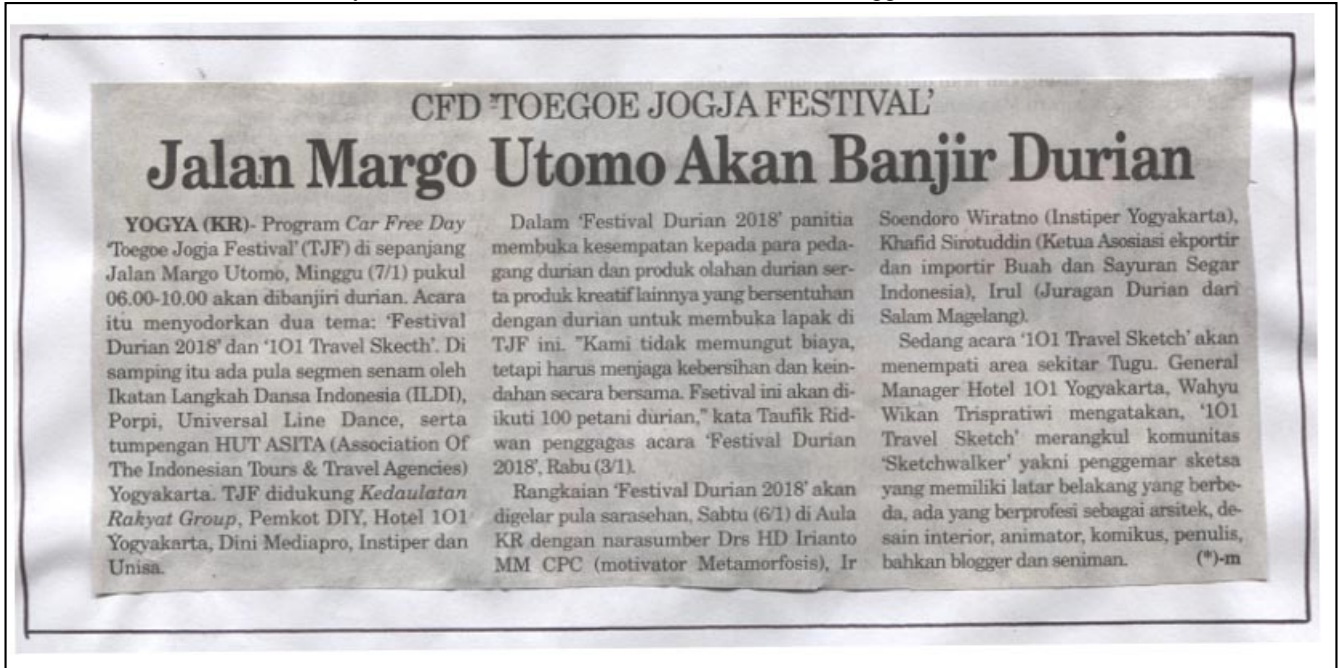 CFD 'TOEGOE JOGJA FESTIVAL'
Jalan Margo Utomo Akan Banjir Durian
YOGYA (KR)- Program Car Free Day
'Toegoe Jogja Festival' (TJF) di sepanjang
Jalan Margo Utomo, Minggu (7/1) pukul
06.00-10.00 akan dibanjiri durian. Acara
itu menyodorkan dua tema: 'Festival
Durian 2018' dan '1O1 Travel Skecth'. Di
samping itu ada pula segmen senam oleh
Ikatan Langkah Dansa Indonesia (ILDI),
Porpi, Universal Line Dance, serta
tumpengan HUT ASITA (Association Of
The Indonesian Tours & Travel Agencies)
Yogyakarta. TJF didukung Kedaulatan
Rakyat Group, Pemkot DIY, Hotel 1O1
Yogyakarta, Dini Mediapro, Instiper dan
Unisa.
Dalam 'Festival Durian 2018' panitia
membuka kesempatan kepada para peda-
gang durian dan produk olahan durian ser-
ta produk kreatif lainnya yang bersentuhan
dengan durian untuk membuka lapak di
TJF ini. "Kami tidak memungut biaya,
tetapi harus menjaga kebersihan dan kein-
dahan secara bersama. Fsetival ini akan di-
ikuti 100 petani durian," kata Taufik Rid-
wan penggagas acara 'Festival Durian
2018', Rabu (3/1).
Rangkaian 'Festival Durian 2018' akan
digelar pula sarasehan, Sabtu (6/1) di Aula
KR dengan narasumber Drs HD Irianto
MM CPC (motivator Metamorfosis), Ir
Soendoro Wiratno (Instiper Yogyakarta),
Khafid Sirotuddin (Ketua Asosiasi ekportir
dan importir Buah dan Sayuran Segar
Indonesia), Irul (Juragan Durian dari
Salam Magelang).
Sedang acara '1O1 Travel Sketch' akan
menempati area sekitar Tugu. General
Manager Hotel 1O1 Yogyakarta, Wahyu
Wikan Trispratiwi mengatakan, '1O1
Travel Sketch' merangkul komunitas
'Sketchwalker' yakni penggemar sketsa
yang memiliki latar belakang yang berbe-
da, ada yang berprofesi sebagai arsitek, de-
sain interior, animator, komikus, penulis,
bahkan blogger dan seniman. (*)-m